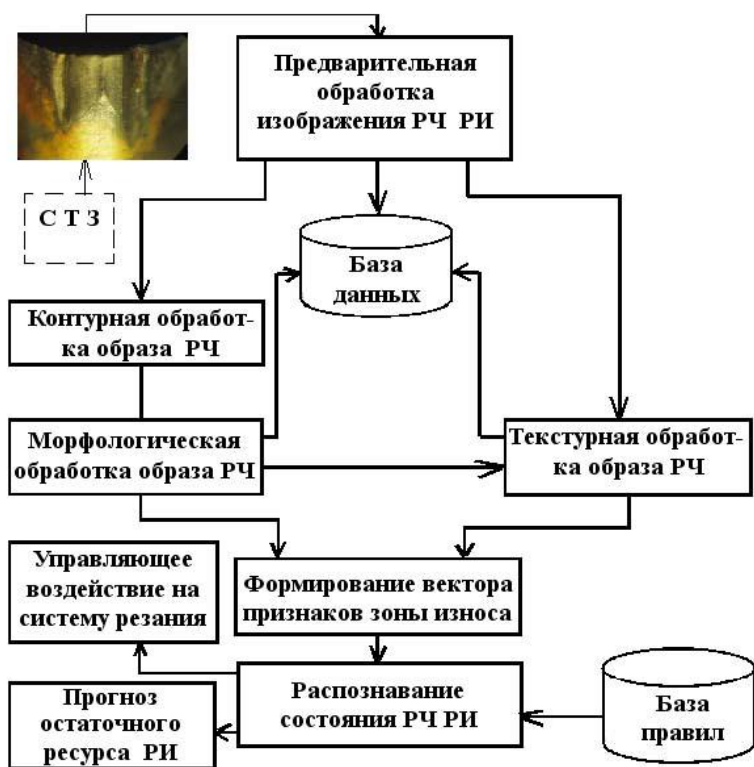 Предварительная
обработка
изображения РЧ РИ
С Т З
База
данных
Контурная обработ-
ка образа РЧ
Морфологическая
обработка образа РЧ
Текстурная обработ-
ка образа РЧ
Управляющее
воздействие на
систему резания
Формирование вектора
признаков зоны износа
Прогноз
остаточного
ресурса РИ
Распознавание
состояния РЧ РИ
База
правил